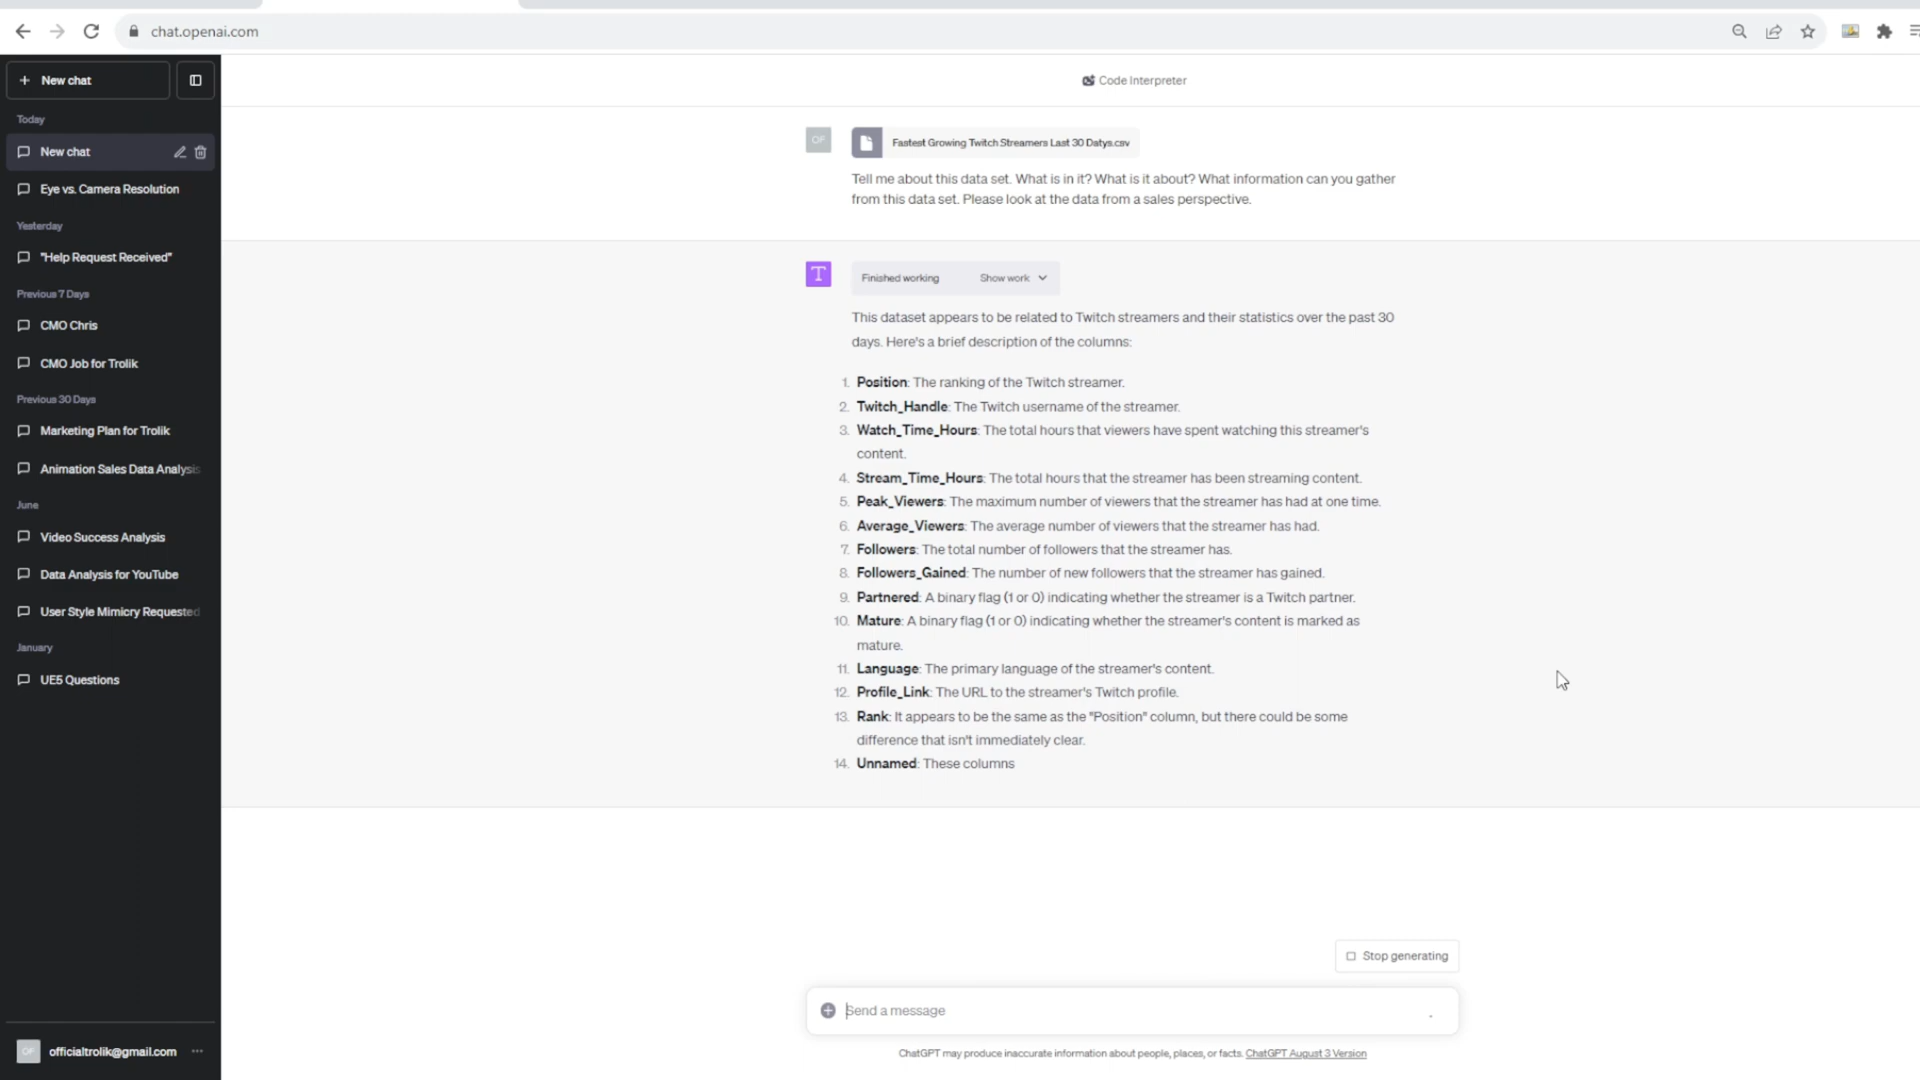 chat.openai.com
New chat
Today
New chat
Eye vs. Camera Resolution
Yesterday
"Help Request Received"
Previous 7 Days
CMO Chris
CMO Job for Trolik
Previous 30 Days
Marketing Plan for Trolik
Animation Sales Data Analysis
June
Video Success Analysis
Data Analysis for YouTube
User Style Mimicry Requested
January
UE5 Questions
OF
officialtrolik@gmail.com
Code Interpreter
OF
Fastest Growing Twitch Streamers Last 30 Datys.csv
Tell me about this data set. What is in it? What is it about? What information can you gather
from this data set. Please look at the data from a sales perspective.
T
Finished working Show work
This dataset appears to be related to Twitch streamers and their statistics over the past 30
days. Here's a brief description of the columns:
1. Position: The ranking of the Twitch streamer.
2. Twitch_Handle: The Twitch username of the streamer.
3. Watch_Time_Hours: The total hours that viewers have spent watching this streamer's
content.
4. Stream_Time_Hours: The total hours that the streamer has been streaming content.
5. Peak_Viewers: The maximum number of viewers that the streamer has had at one time.
6. Average_Viewers: The average number of viewers that the streamer has had.
7. Followers: The total number of followers that the streamer has.
8. Followers_Gained: The number of new followers that the streamer has gained.
9. Partnered: A binary flag (1 or 0) indicating whether the streamer is a Twitch partner.
10. Mature: A binary flag (1 or 0) indicating whether the streamer's content is marked as
mature.
11. Language: The primary language of the streamer's content.
12. Profile_Link: The URL to the streamer's Twitch profile.
13. Rank: It appears to be the same as the "Position" column, but there could be some
difference that isn't immediately clear.
14. Unnamed: These columns
Stop generating
Send a message
ChatGPT may produce inaccurate information about people, places, or facts. ChatGPT August 3 Version